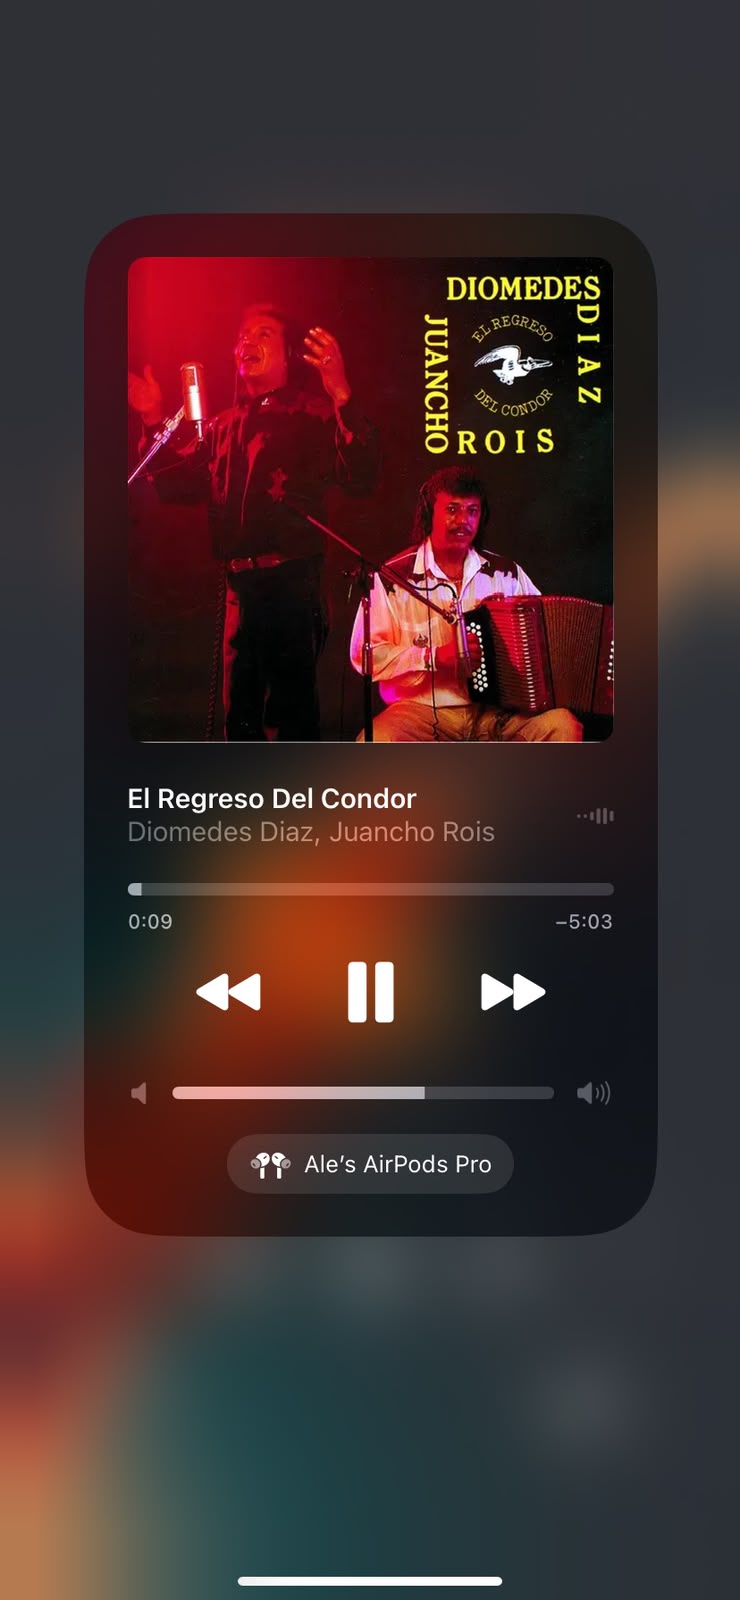 DIOMEDES
DIAZ
JUANCHO
ROIS
EL REGRESO
DEL CONDOR
El Regreso Del Condor
Diomedes Diaz, Juancho Rois
0:09
–5:03
Ale’s AirPods Pro